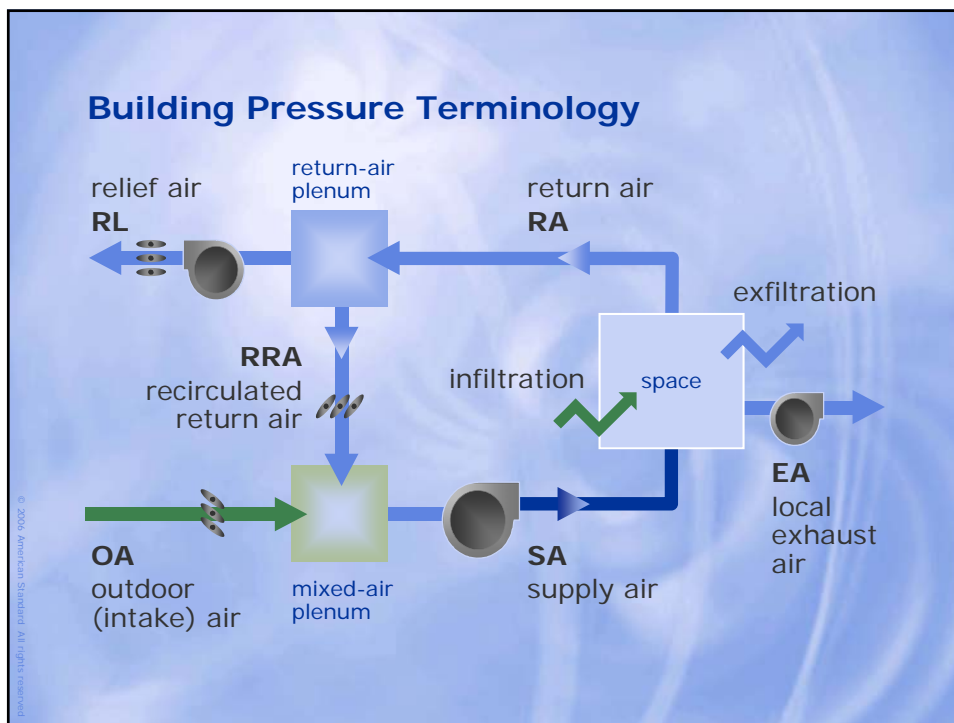 Building Pressure Terminology
relief air
RL
return-air
plenum
return air
RA
exfiltration
RRA
recirculated
return air
infiltration
space
OA
outdoor
(intake) air
mixed-air
plenum
SA
supply air
EA
local
exhaust
air
© 2006 American Standard All rights reserved